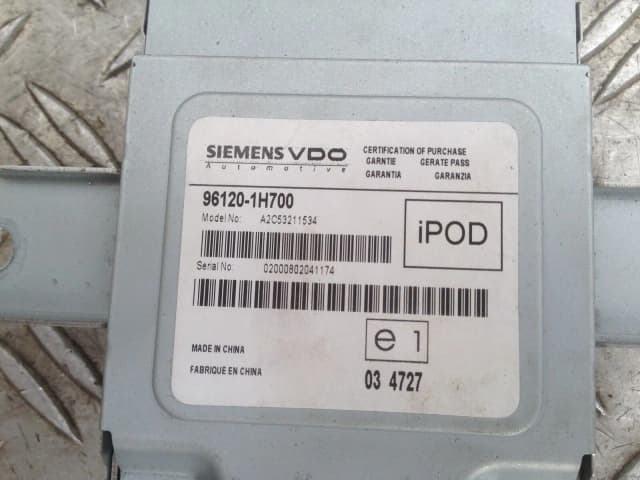 SIEMENS VDO
Automotive
CERTIFICATION OF PURCHASE
GARNTIE GERATE PASS
GARANTIA GARANZIA
96120-1H700
Model No: A2C53211534
iPOD
Serial No: 02000802041174
e 1
MADE IN CHINA
FABRIQUE EN CHINA
03 4727